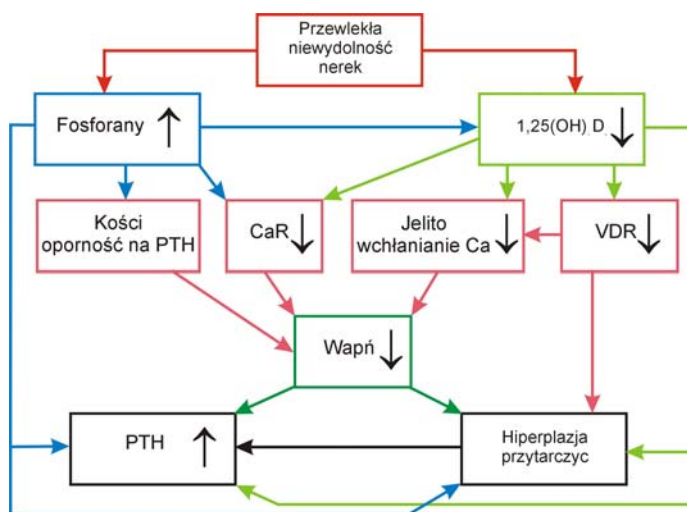 Przewlekła
niewydolność
nerek
Fosforany
1,25(OH) D
Kości
oporność na PTH
CaR
Jelito
wchłanianie Ca
VDR
Wapń
PTH
Hiperplazja
przytarczyc